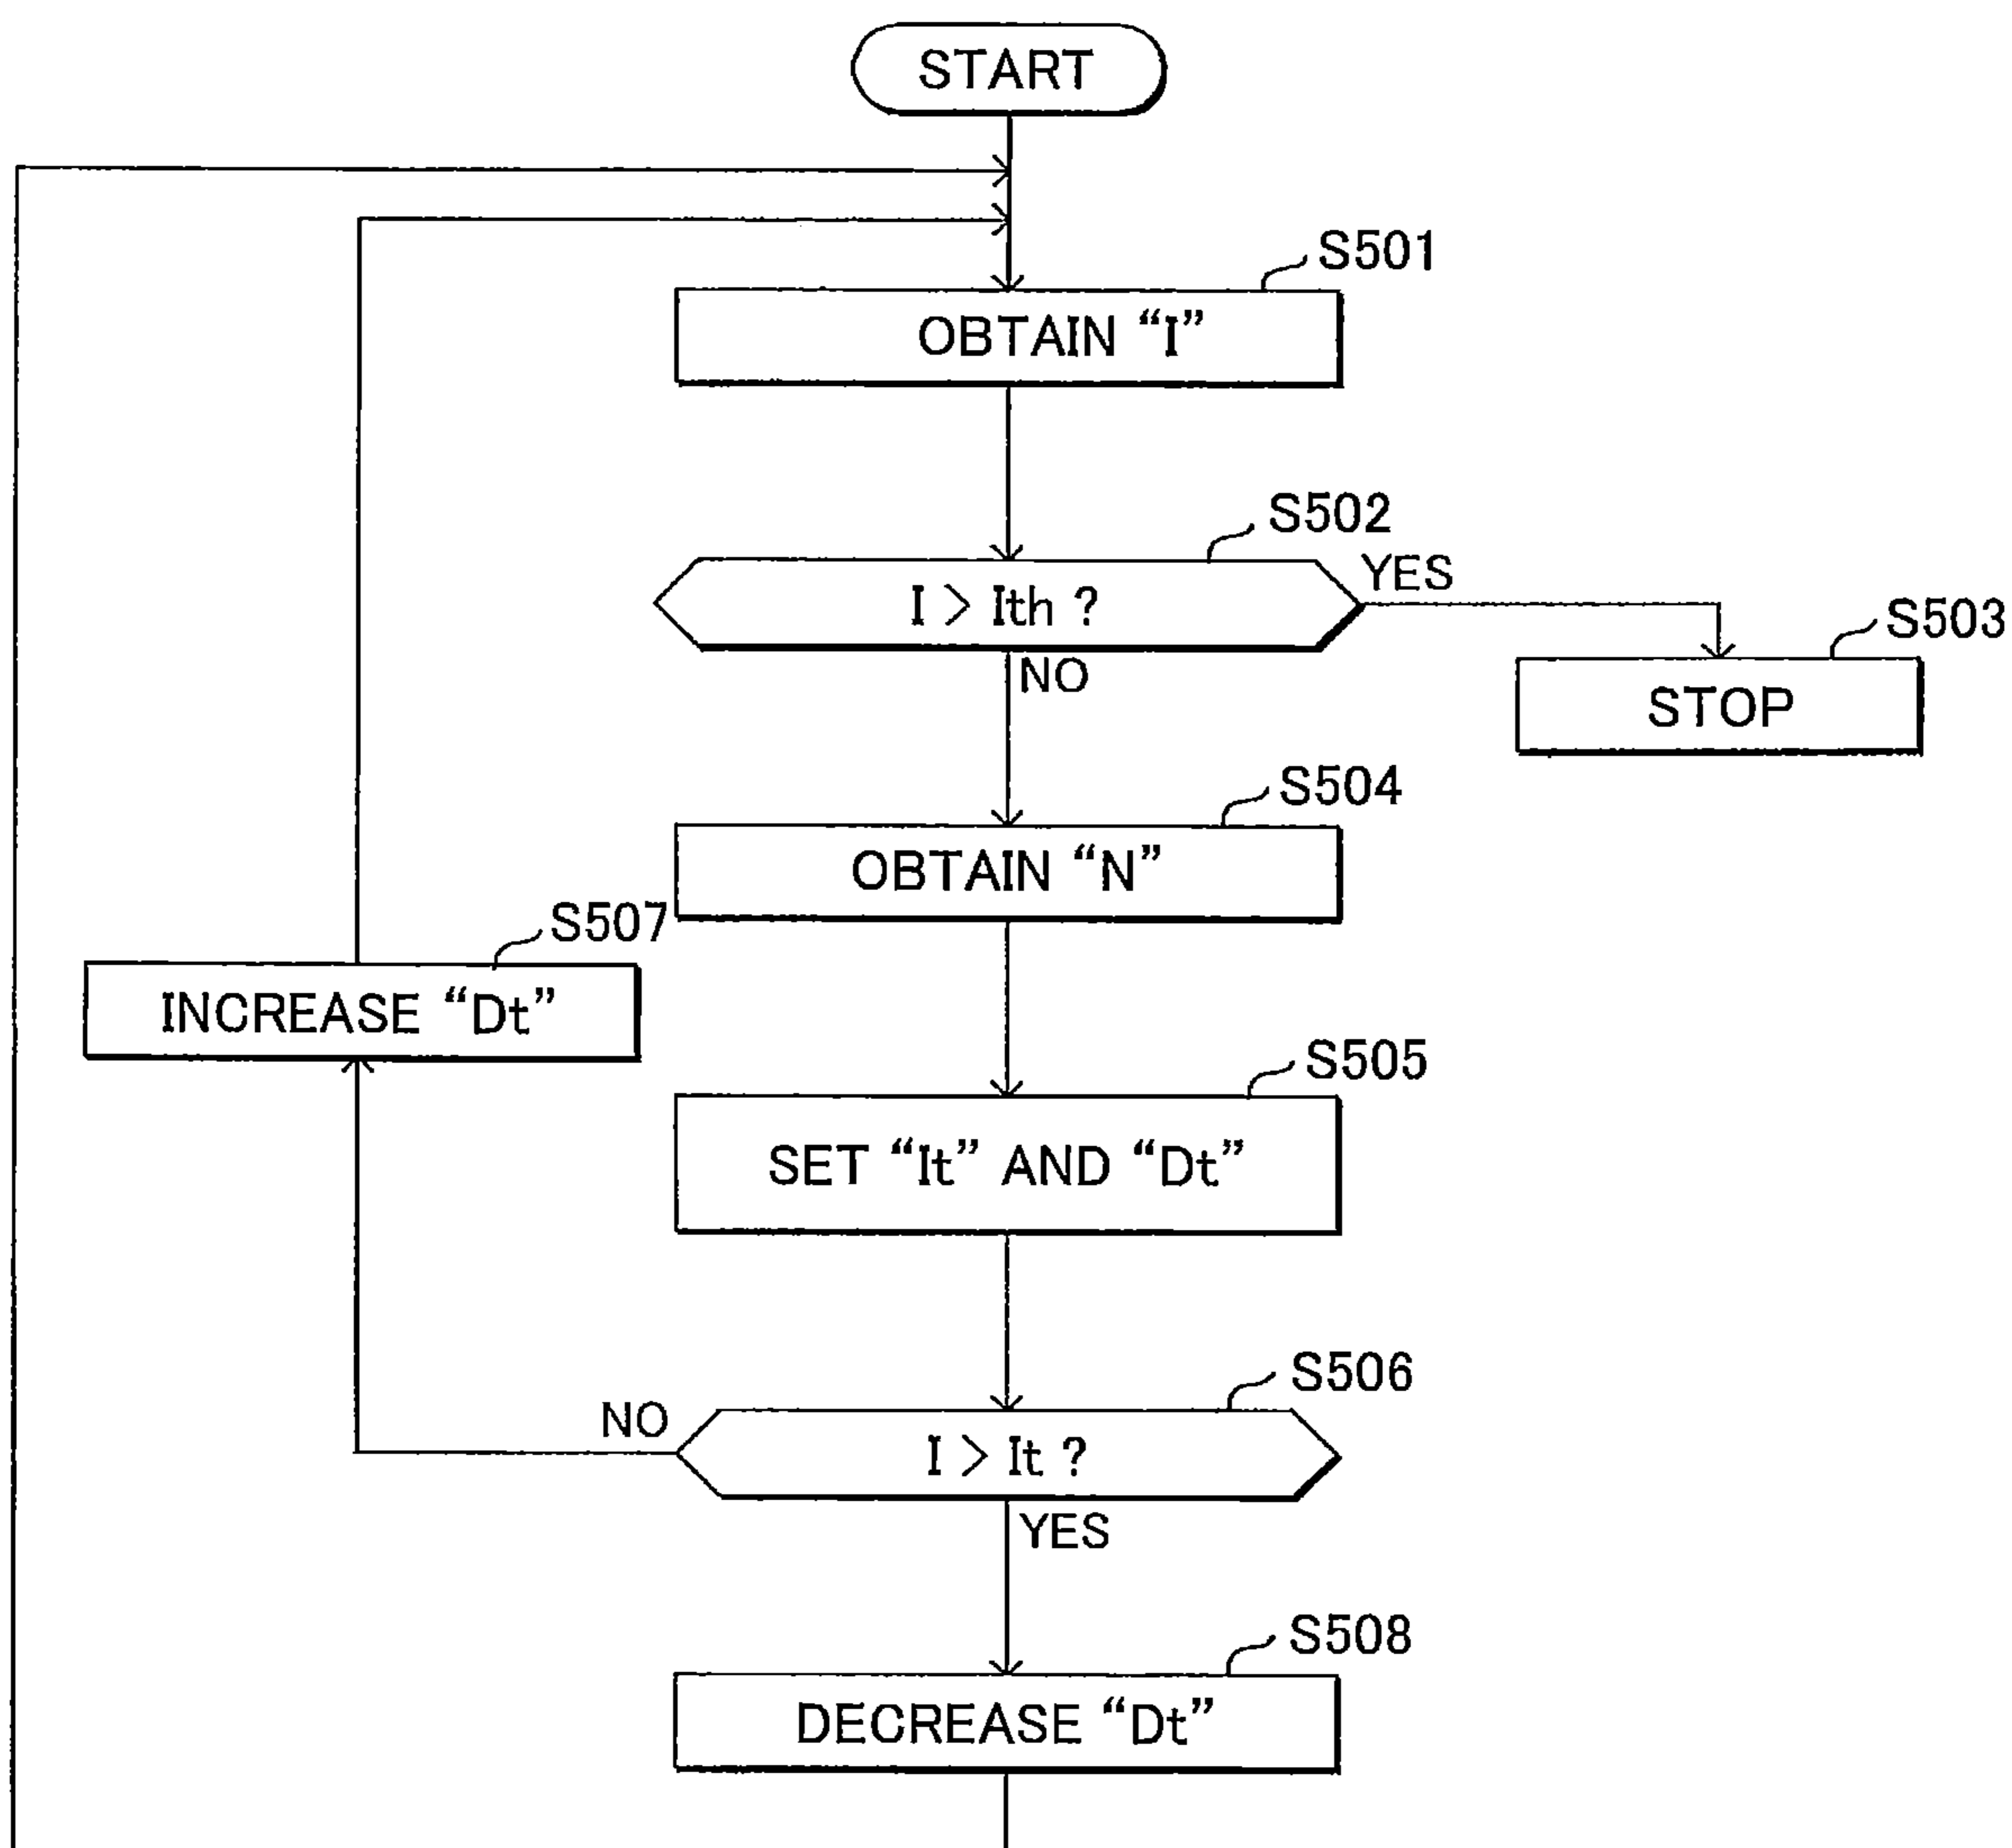 START
S501
OBTAIN “I”
S502
I > Ith ?
YES
NO
S503
STOP
S504
OBTAIN “N”
S507
INCREASE “Dt”
S505
SET “It” AND “Dt”
S506
NO
I > It ?
YES
S508
DECREASE “Dt”